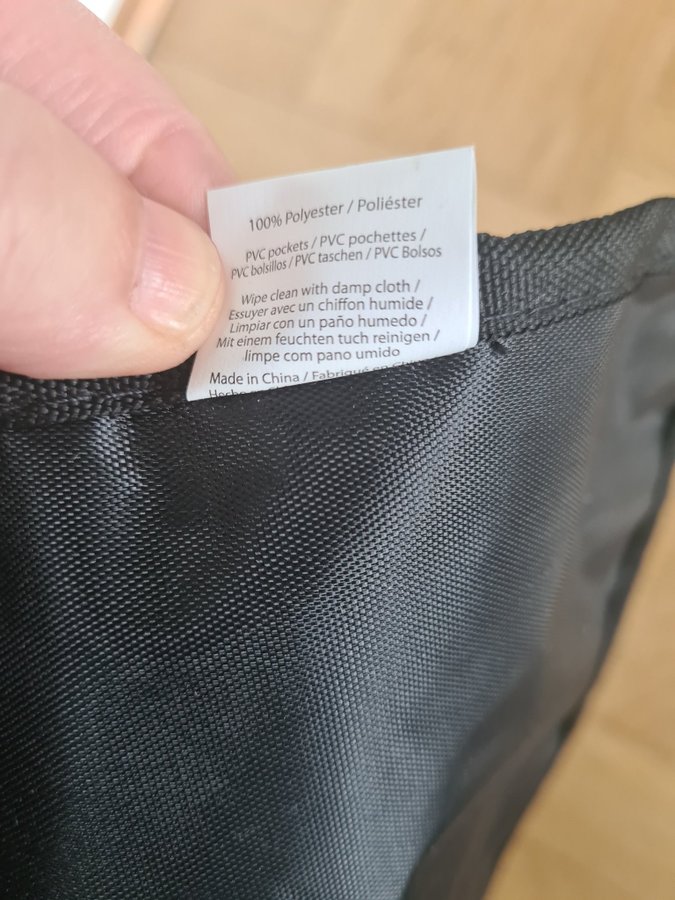 100% Polyester / Poliéster
PVC pockets / PVC pochettes /
PVC bolsillos / PVC taschen / PVC Bolsos
Wipe clean with damp cloth /
Essuyer avec un chiffon humide /
Limpiar con un paño humedo /
Mit einem feuchten tuch reinigen /
limpe com pano umido
Made in China / Fabriqué en